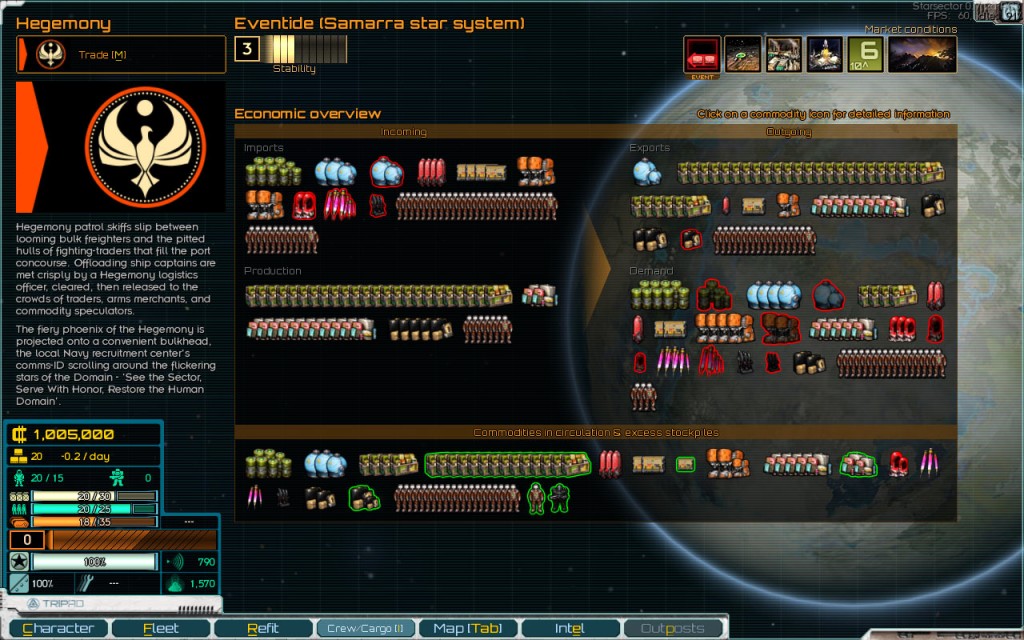 Hegemony
Eventide (Samarra star system)
Starsector
FPS: 60,
Trade [M]
3
Stability
Market conditions
EVENT
10^
6
Economic overview
Click on a commodity icon for detailed information
Incoming
Outgoing
Imports
Exports
Hegemony patrol skiffs slip between
looming bulk freighters and the pitted
hulls of fighting-traders that fill the port
concourse. Offloading ship captains are
met crisply by a Hegemony logistics
officer, cleared, then released to the
crowds of traders, arms merchants, and
commodity speculators.
The fiery phoenix of the Hegemony is
projected onto a convenient bulkhead,
the local Navy recruitment center's
comms-ID scrolling around the flickering
stars of the Domain - 'See the Sector,
Serve With Honor, Restore the Human
Domain'.
Production
Demand
Commodities in circulation & excess stockpiles
1,005,000
20 -0.2 / day
20 / 15 0
20 / 30
20 / 25
18 / 35
---
0
100%
790
100%
---
1,570
TRIPAD
Character
Fleet
Refit
Crew/Cargo [I]
Map [Tab]
Intel
Outposts